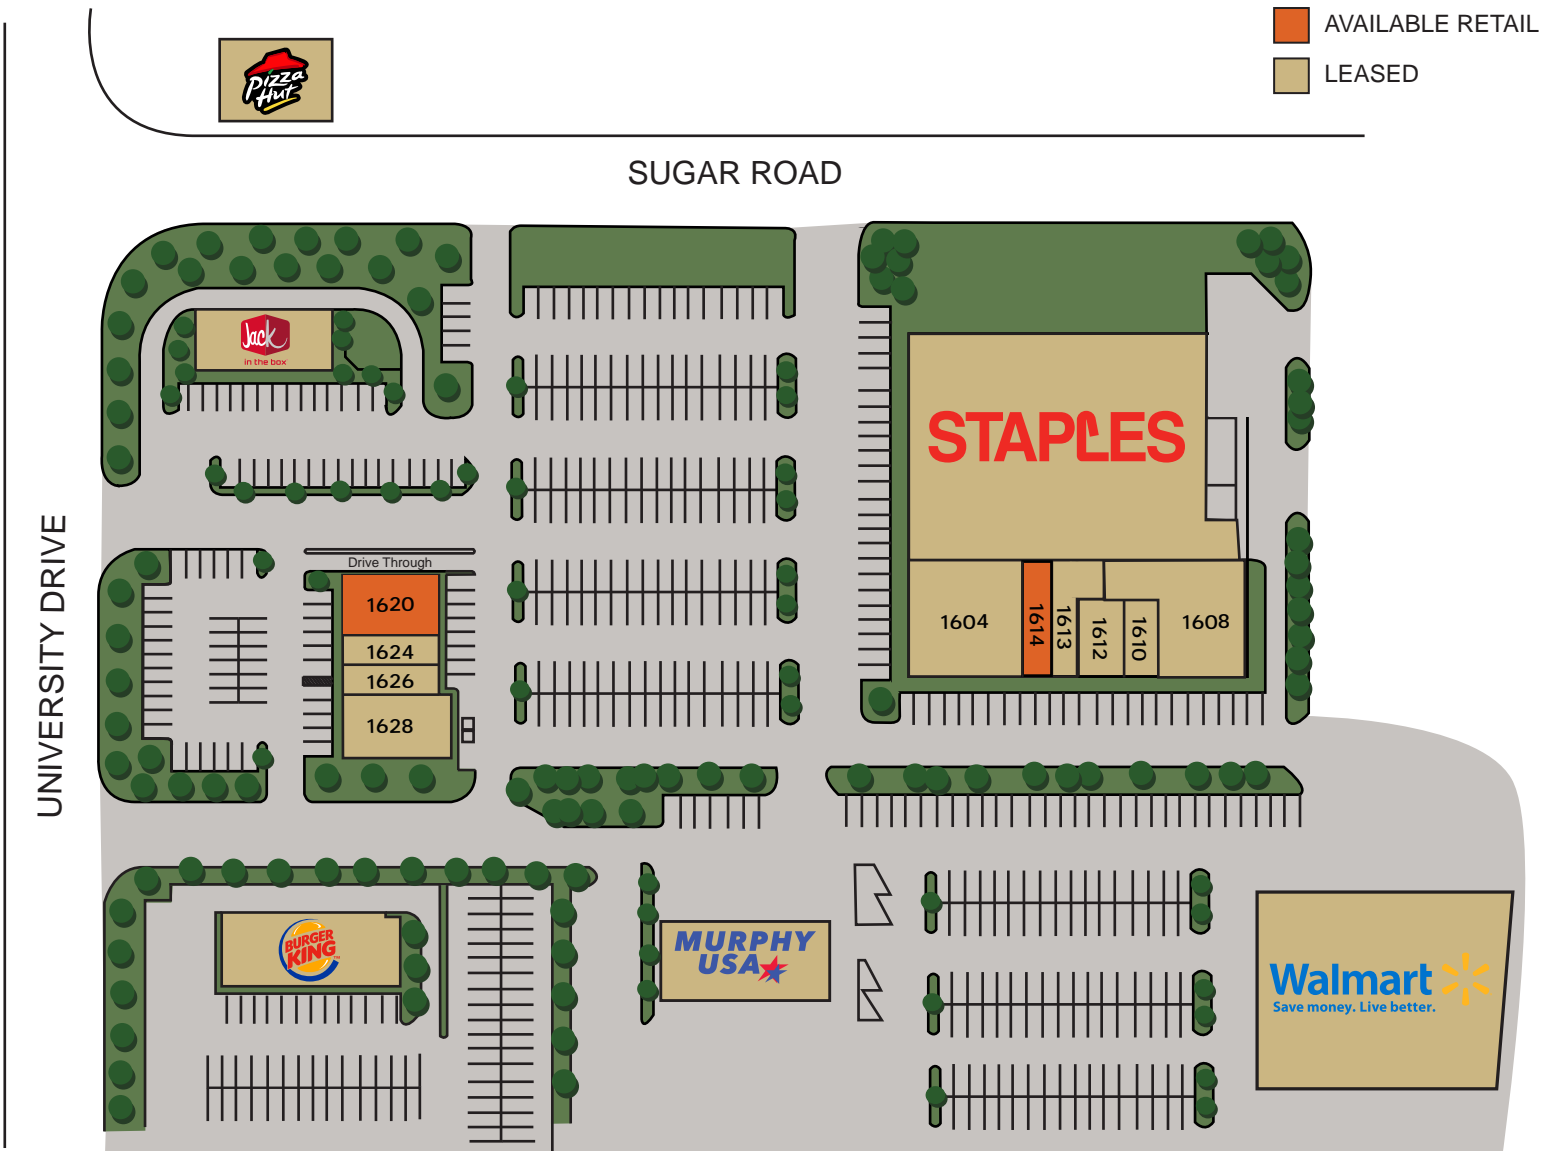 AVAILABLE RETAIL
LEASED
Pizza
Hut
SUGAR ROAD
Jack
in the box
STAPLES
UNIVERSITY DRIVE
Drive Through
1620
1624
1626
1628
1604
1614
1613
1612
1610
1608
BURGER
KING
TM
MURPHY
USA
Walmart
Save money. Live better.